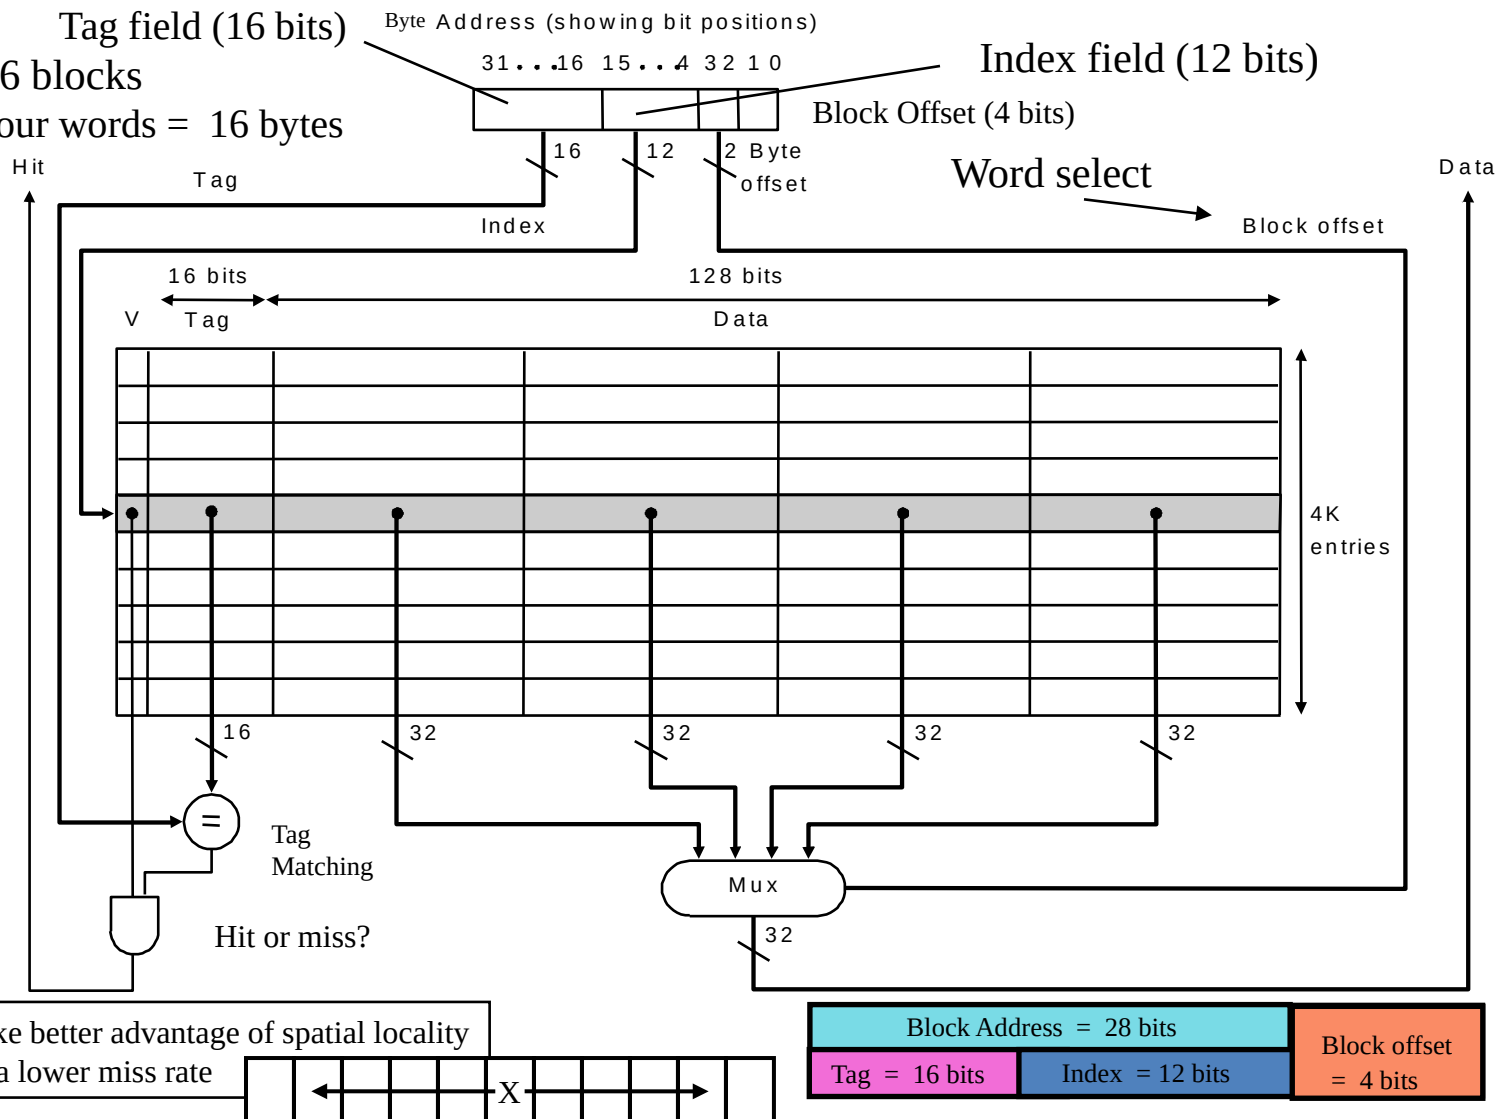 Tag field (16 bits)
Byte Address (showing bit positions)
31...16 15...4 32 1 0
Index field (12 bits)
6 blocks
our words = 16 bytes
Block Offset (4 bits)
16
12
2 Byte
offset
Hit
Tag
Word select
Data
Index
Block offset
16 bits
128 bits
V
Tag
Data
4K
entries
16
32
32
32
32
=
Tag
Matching
Mux
Hit or miss?
32
better advantage of spatial locality
a lower miss rate
X
Block Address = 28 bits
Tag = 16 bits
Index = 12 bits
Block offset
= 4 bits